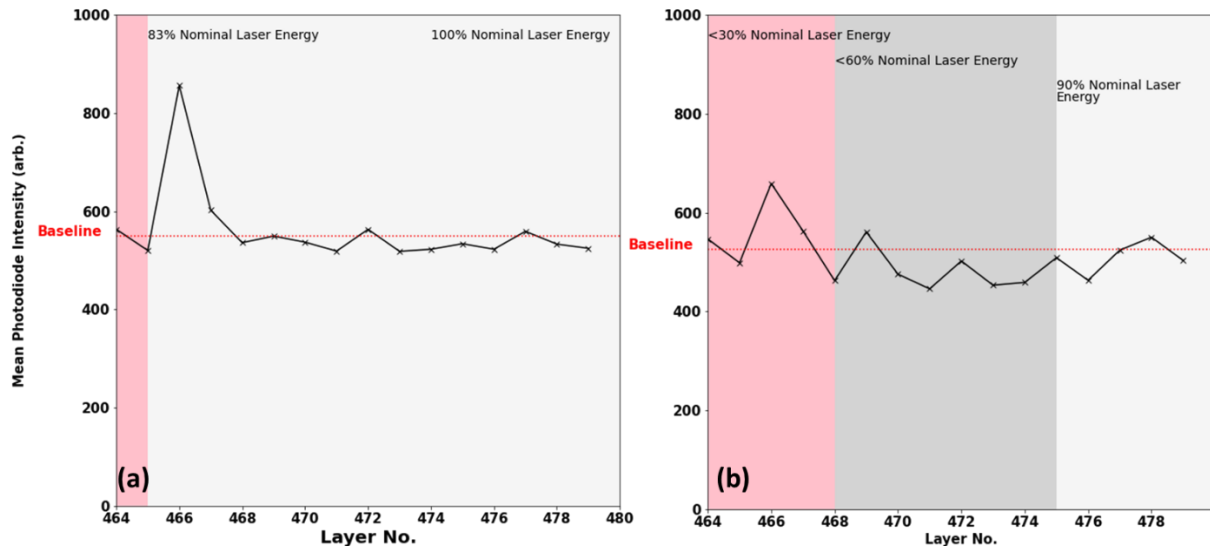 1000
83% Nominal Laser Energy
100% Nominal Laser Energy
800
Mean Photodiode Intensity (arb.)
600
Baseline
400
200
(a)
0
464 466 468 470 472 474 476 478 480
Layer No.
1000
<30% Nominal Laser Energy
<60% Nominal Laser Energy
90% Nominal Laser
Energy
800
600
Baseline
400
200
(b)
0
464 466 468 470 472 474 476 478
Layer No.